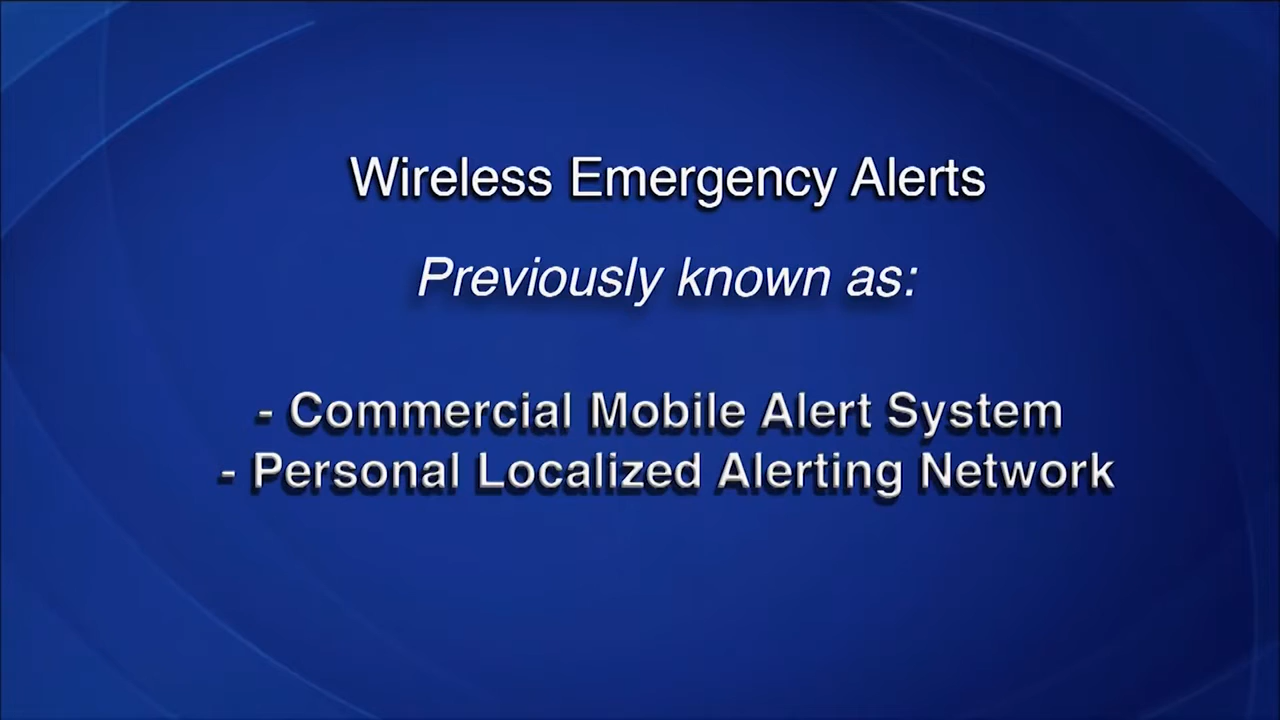 Wireless Emergency Alerts
Previously known as:
- Commercial Mobile Alert System
- Personal Localized Alerting Network